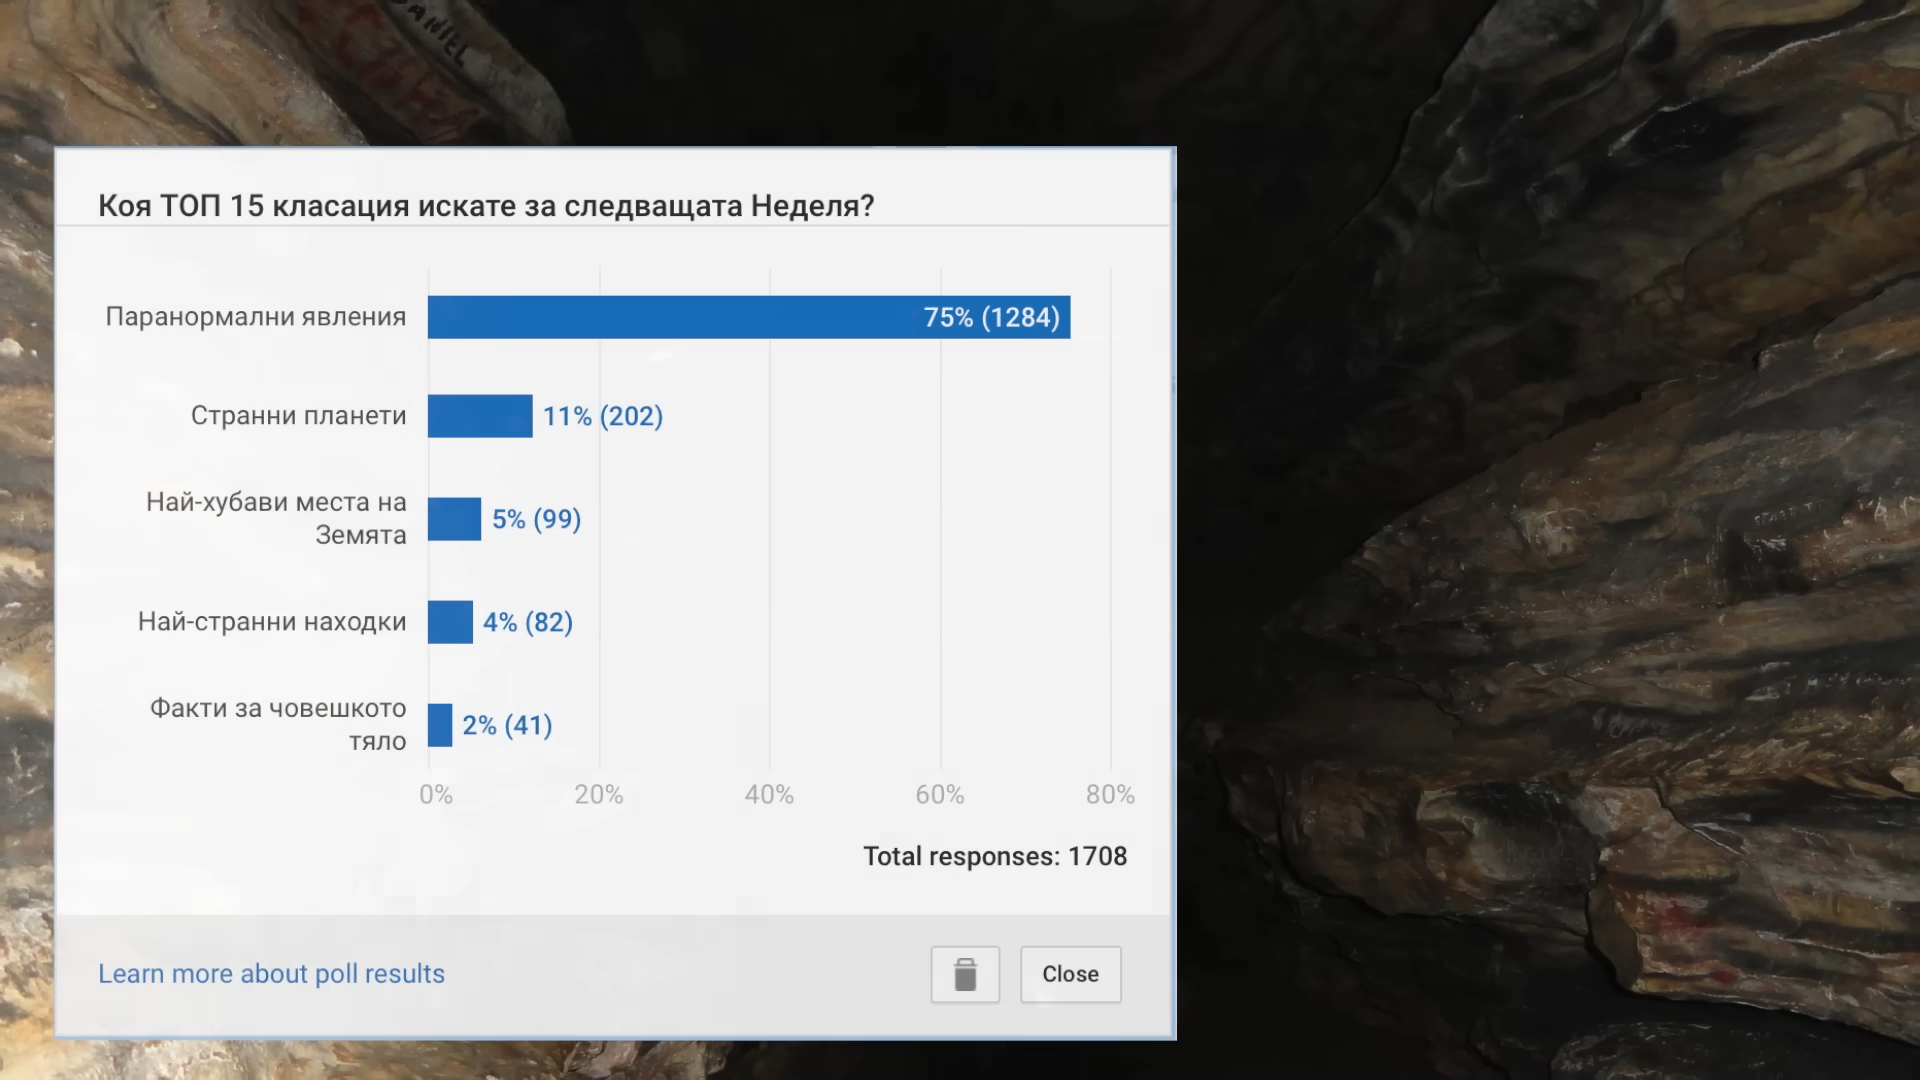 DANIEL
Коя ТОП 15 класация искате за следващата Неделя?
Паранормални явления
75% (1284)
Странни планети
11% (202)
Най-хубави места на
Земята
5% (99)
Най-странни находки
4% (82)
Факти за човешкото
тяло
2% (41)
0% 20% 40% 60% 80%
Total responses: 1708
Learn more about poll results
Close